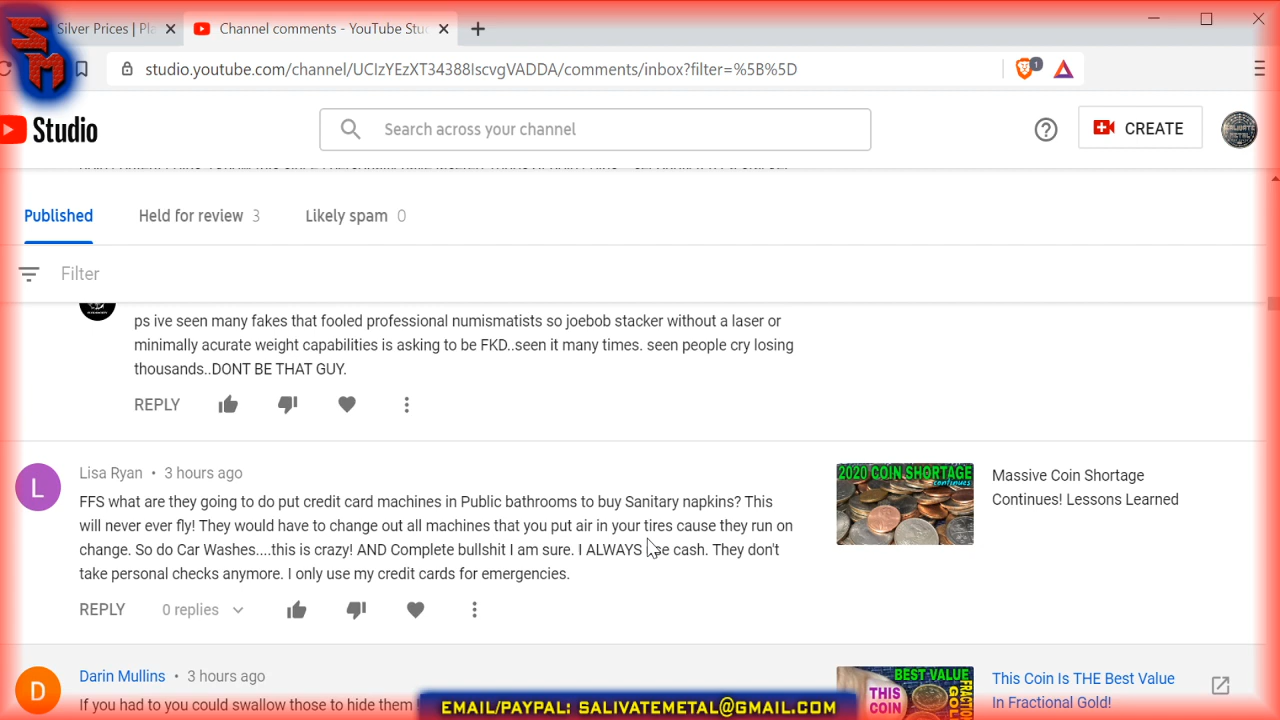 SM
Silver Prices | Pla
Channel comments - YouTube Stu
studio.youtube.com/channel/UCIzYEzXT34388IscvgVADDA/comments/inbox?filter=%5B%5D
1
Studio
Search across your channel
CREATE
Published
Held for review 3
Likely spam 0
Filter
ps ive seen many fakes that fooled professional numismatists so joebob stacker without a laser or
minimally acurate weight capabilities is asking to be FKD..seen it many times. seen people cry losing
thousands..DONT BE THAT GUY.
REPLY
L
Lisa Ryan • 3 hours ago
FFS what are they going to do put credit card machines in Public bathrooms to buy Sanitary napkins? This
will never ever fly! They would have to change out all machines that you put air in your tires cause they run on
change. So do Car Washes....this is crazy! AND Complete bullshit I am sure. I ALWAYS use cash. They don't
take personal checks anymore. I only use my credit cards for emergencies.
REPLY 0 replies
2020 COIN SHORTAGE
continues
Massive Coin Shortage
Continues! Lessons Learned
D
Darin Mullins • 3 hours ago
If you had to you could swallow those to hide them
BEST VALUE
THIS
COIN
FRACTIONAL
GOLD
This Coin Is THE Best Value
In Fractional Gold!
EMAIL/PAYPAL: SALIVATEMETAL@GMAIL.COM